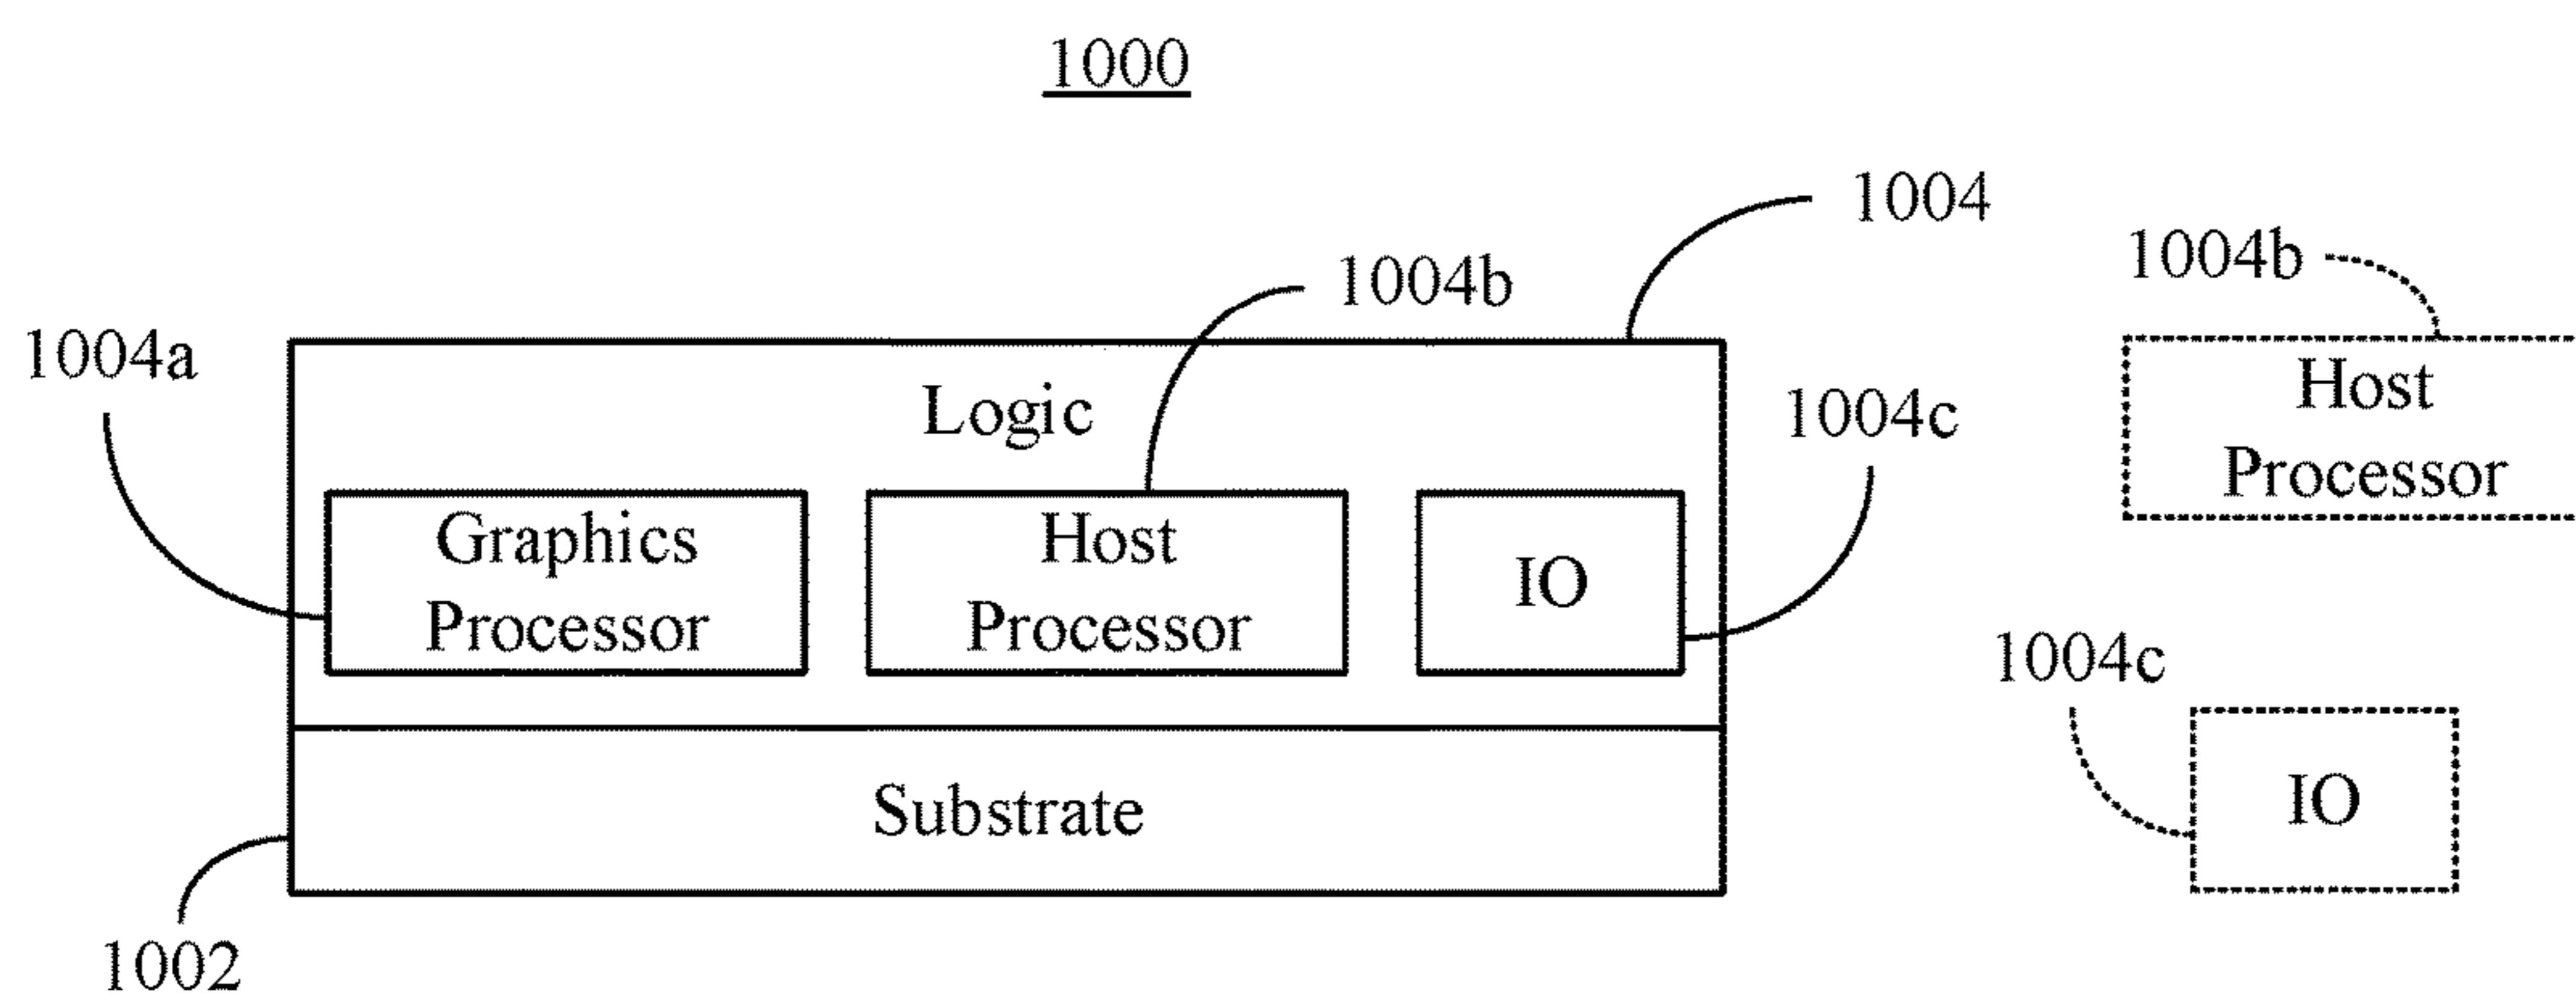 1000
1004
1004b
1004b
1004a
Logic
1004c
Host
Processor
Graphics
Processor
Host
Processor
IO
1004c
IO
Substrate
1002